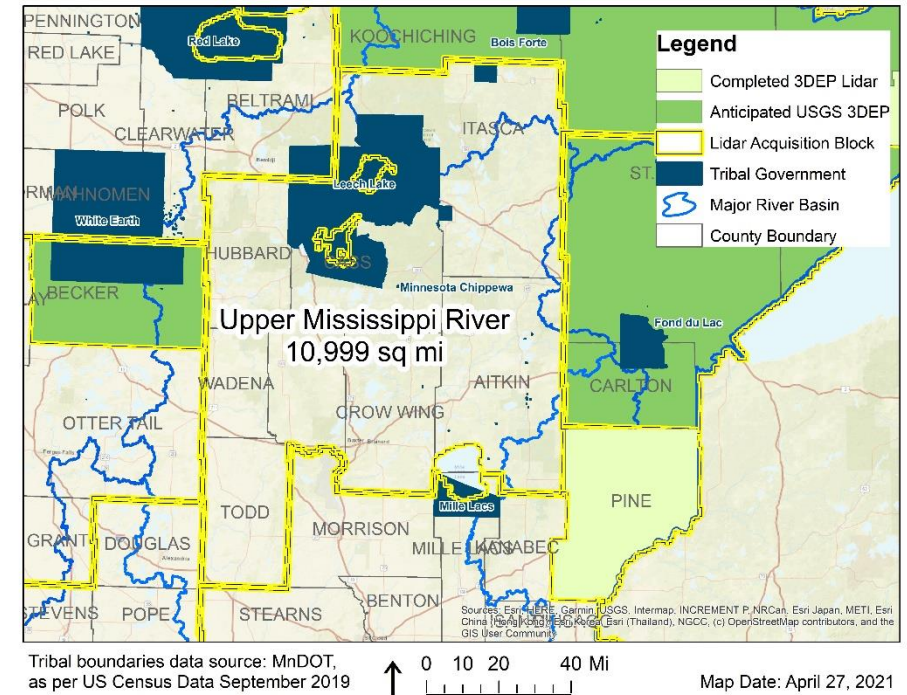 PENNINGTON
Red Lake
KOOCHICHING
Bois Forte
RED LAKE
POLK
BELTRAMI
CLEARWATER
ITASCA
ST.
MAHNOMEN
White Earth
Leech Lake
HUBBARD
CASS
BECKER
Minnesota Chippewa
Upper Mississippi River
10,999 sq mi
Fond du Lac
WADENA
AITKIN
CARLTON
CROW WING
OTTER TAIL
TODD
PINE
MORRISON
Mille Lacs
GRANT
DOUGLAS
MILLE LACS
KANABEC
STEVENS
POPE
STEARNS
BENTON
Legend
Completed 3DEP Lidar
Anticipated USGS 3DEP
Lidar Acquisition Block
Tribal Government
Major River Basin
County Boundary
Sources: Esri, HERE, Garmin, USGS, Intermap, INCREMENT P, NRCan, Esri Japan, METI, Esri
China (Hong Kong), Esri Korea, Esri (Thailand), NGCC, (c) OpenStreetMap contributors, and the
GIS User Community
Tribal boundaries data source: MnDOT,
as per US Census Data September 2019
0 10 20 40 Mi
Map Date: April 27, 2021